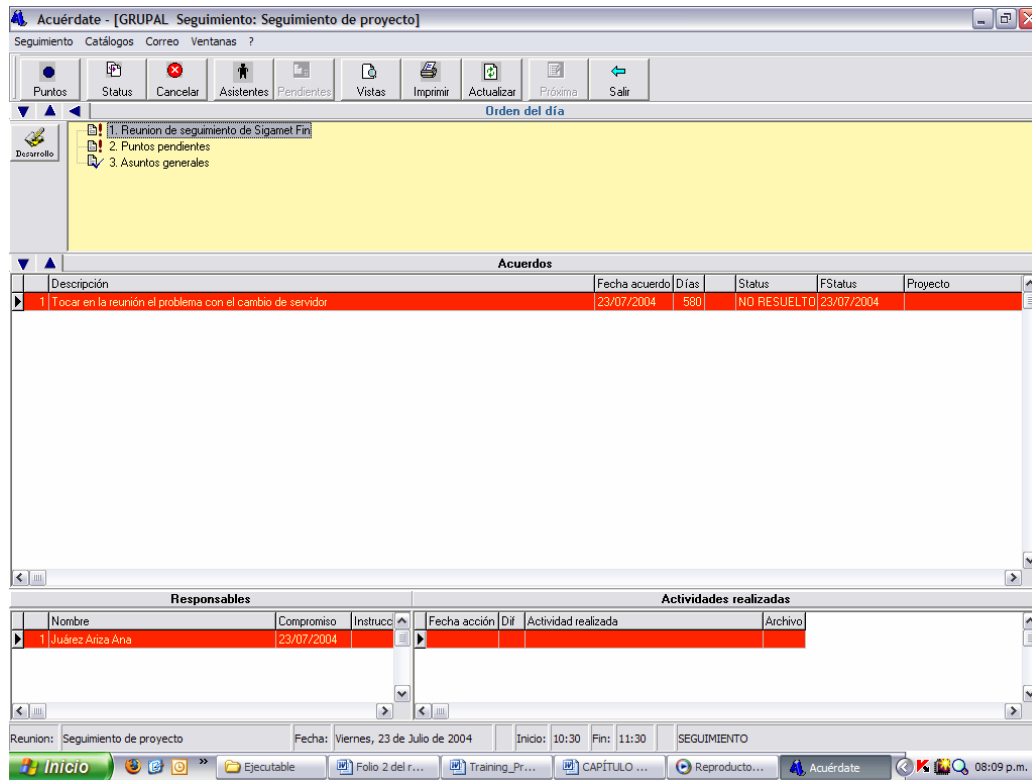 Acuérdate - [GRUPAL Seguimiento: Seguimiento de proyecto]
Seguimiento Catálogos Correo Ventanas ?
Puntos Status Cancelar Asistentes Pendientes Vistas Imprimir Actualizar Próxima Salir
Orden del día
Desarrollo
1. Reunion de seguimiento de Sigamet Fin
2. Puntos pendientes
3. Asuntos generales
Acuerdos
Descripción Fecha acuerdo Días Status FStatus Proyecto
1 Tocar en la reunión el problema con el cambio de servidor 23/07/2004 580 NO RESUELTO 23/07/2004
Responsables Actividades realizadas
Nombre Compromiso Instrucc Fecha acción Dif Actividad realizada Archivo
1 Juárez Ariza Ana 23/07/2004
Reunion: Seguimiento de proyecto Fecha: Viernes, 23 de Julio de 2004 Inicio: 10:30 Fin: 11:30 SEGUIMIENTO
Inicio » Ejecutable Folio 2 del r... Training_Pr... CAPÍTULO ... Reproducto... Acuérdate 08:09 p.m.